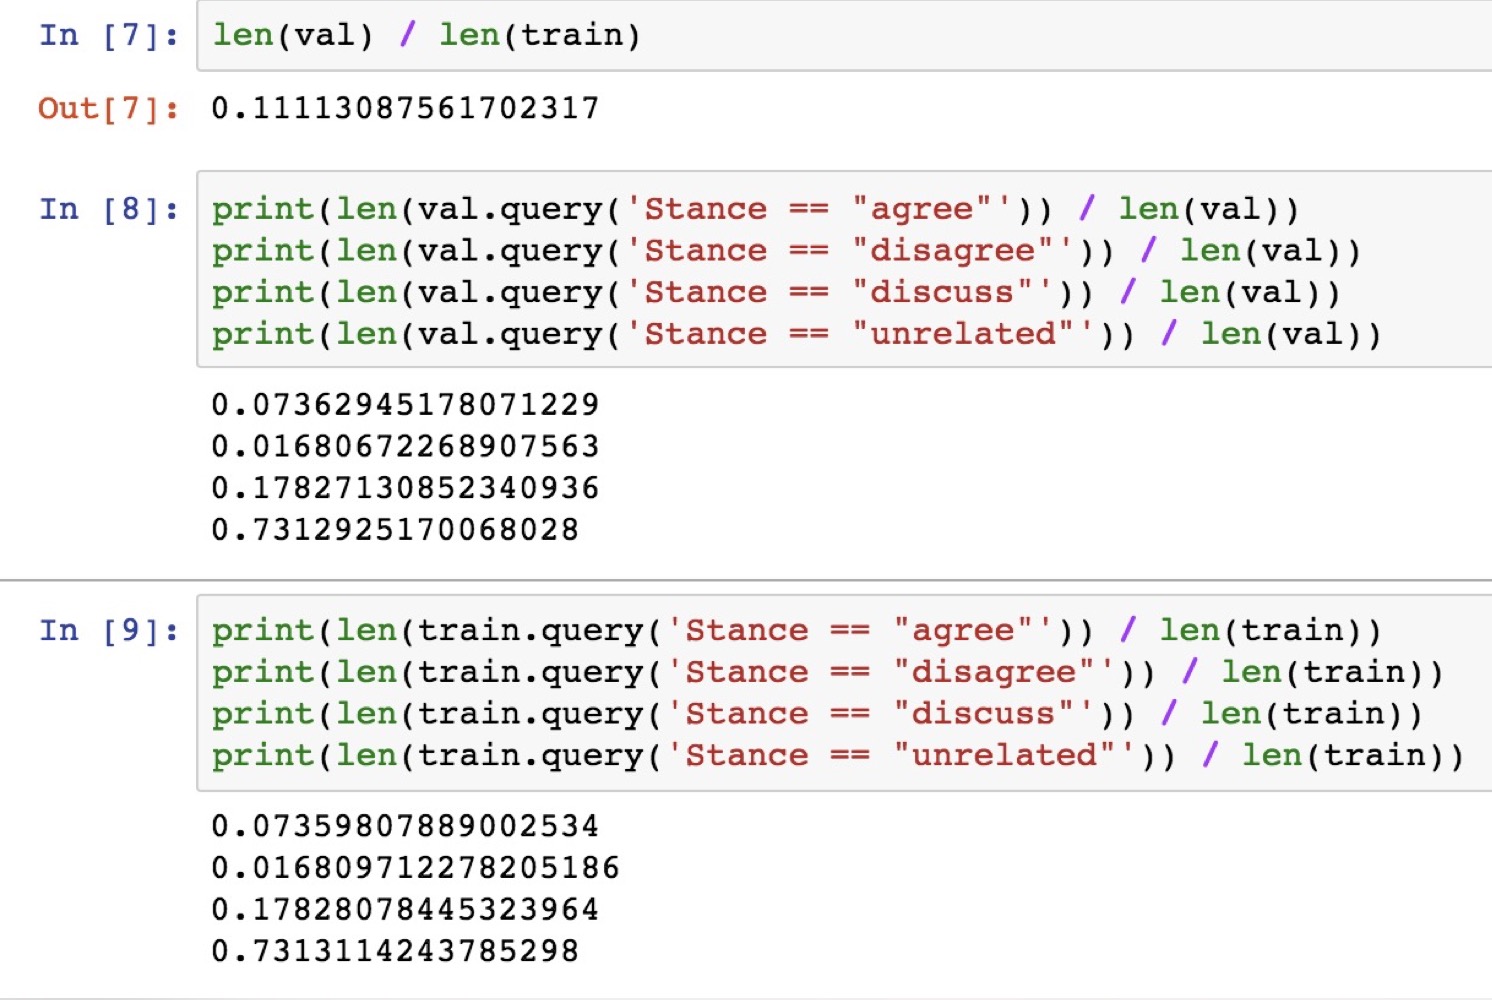 In [7]: len(val) / len(train)
Out[7]: 0.11113087561702317
In [8]: print(len(val.query('Stance == "agree"')) / len(val))
print(len(val.query('Stance == "disagree"')) / len(val))
print(len(val.query('Stance == "discuss"')) / len(val))
print(len(val.query('Stance == "unrelated"')) / len(val))
0.07362945178071229
0.01680672268907563
0.17827130852340936
0.7312925170068028
In [9]: print(len(train.query('Stance == "agree"')) / len(train))
print(len(train.query('Stance == "disagree"')) / len(train))
print(len(train.query('Stance == "discuss"')) / len(train))
print(len(train.query('Stance == "unrelated"')) / len(train))
0.07359807889002534
0.016809712278205186
0.17828078445323964
0.7313114243785298